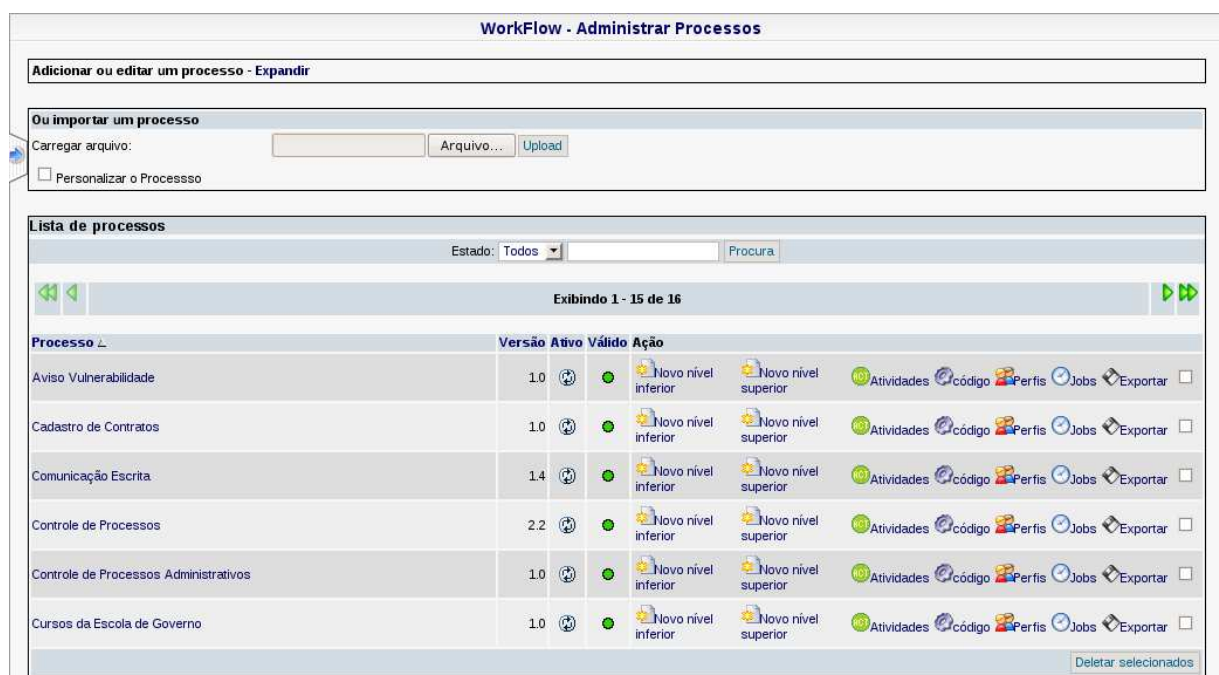 WorkFlow - Administrar Processos
Adicionar ou editar um processo - Expandir
Ou importar um processo
Carregar arquivo: Arquivo... Upload
Personalizar o Processso
Lista de processos
Estado: Todos Procura
Exibindo 1 - 15 de 16
Processo Versão Ativo Válido Ação
Aviso Vulnerabilidade 1.0 Novo nível inferior Novo nível superior Atividades código Perfis Jobs Exportar
Cadastro de Contratos 1.0 Novo nível inferior Novo nível superior Atividades código Perfis Jobs Exportar
Comunicação Escrita 1.4 Novo nível inferior Novo nível superior Atividades código Perfis Jobs Exportar
Controle de Processos 2.2 Novo nível inferior Novo nível superior Atividades código Perfis Jobs Exportar
Controle de Processos Administrativos 1.0 Novo nível inferior Novo nível superior Atividades código Perfis Jobs Exportar
Cursos da Escola de Governo 1.0 Novo nível inferior Novo nível superior Atividades código Perfis Jobs Exportar
Deletar selecionados